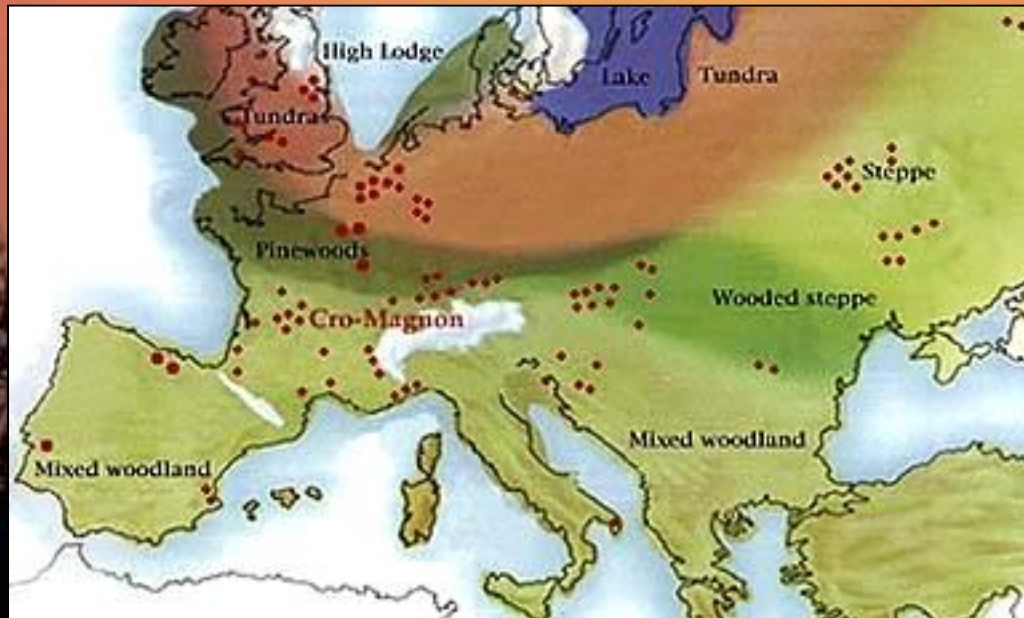 High Lodge
Lake
Tundra
Tundra
Steppe
Pinewoods
Wooded steppe
Cro-Magnon
Mixed woodland
Mixed woodland